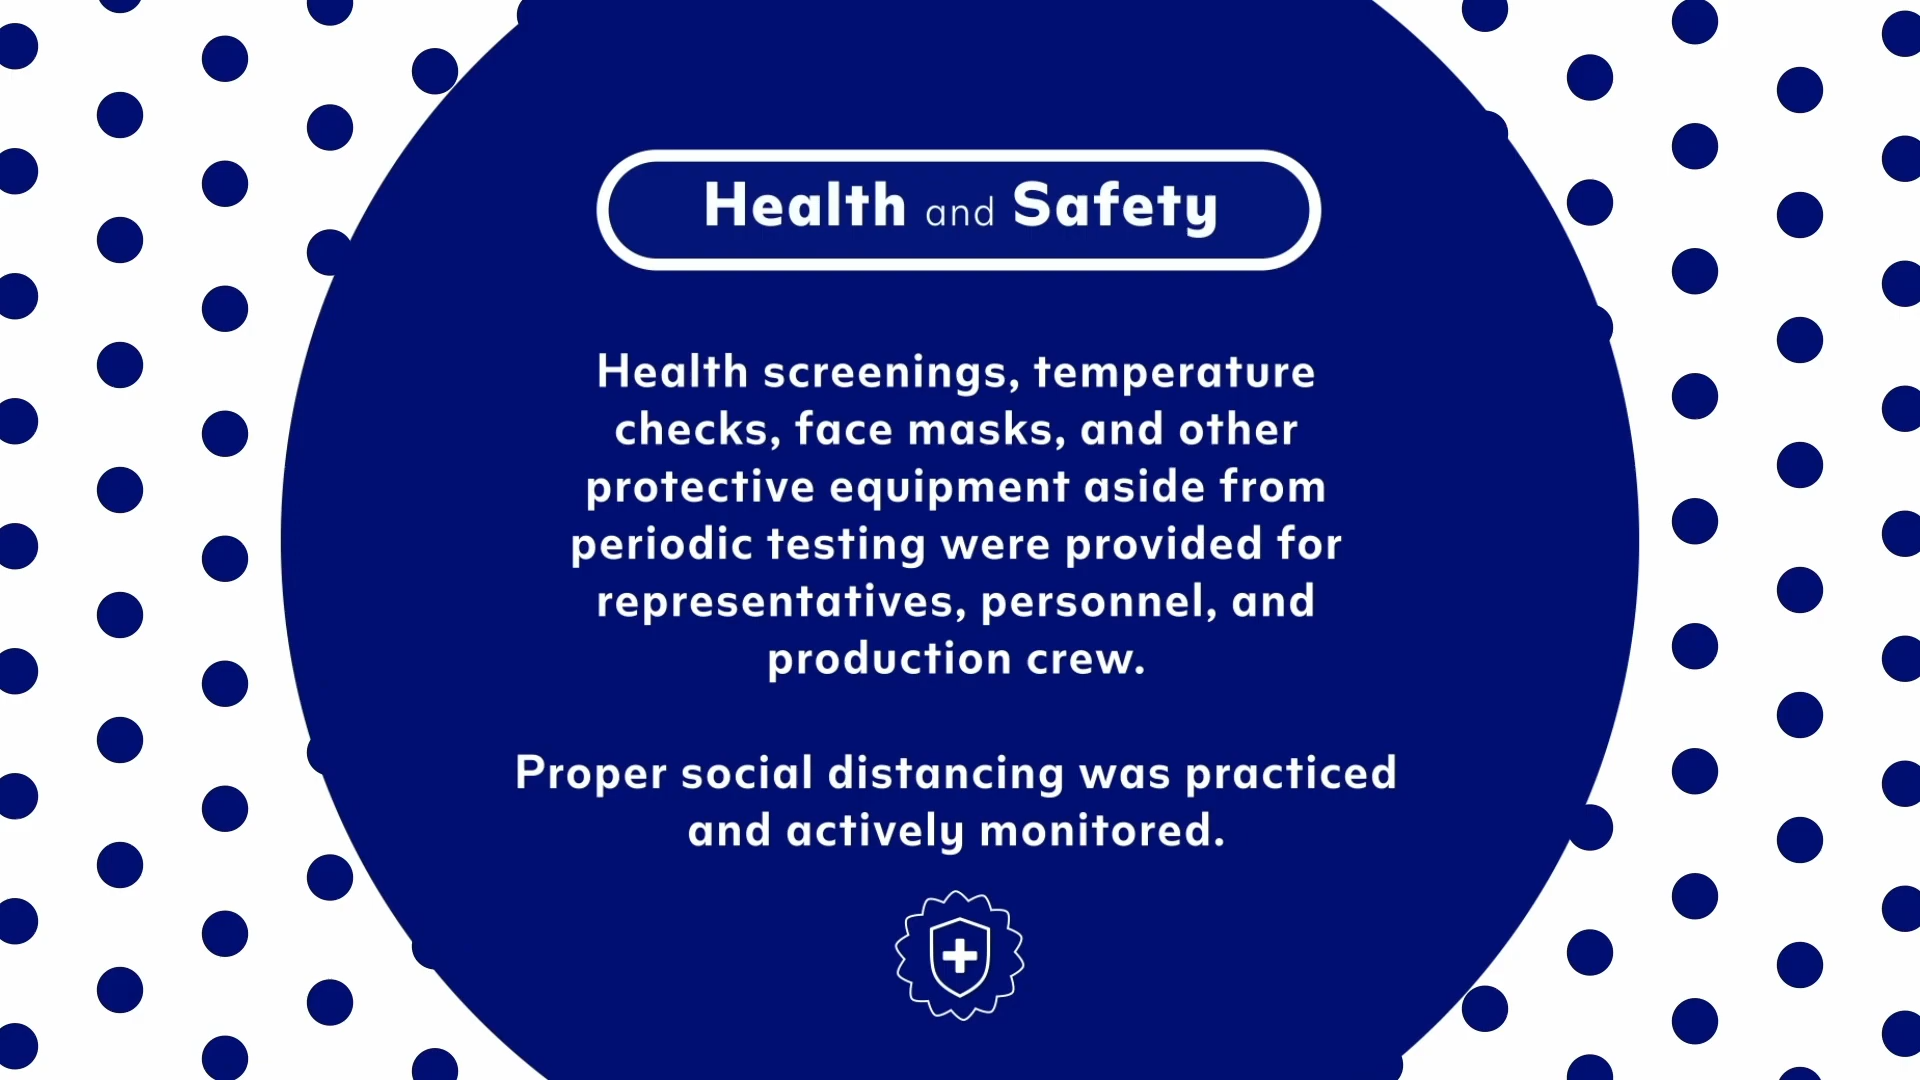 Health and Safety
Health screenings, temperature
checks, face masks, and other
protective equipment aside from
periodic testing were provided for
representatives, personnel, and
production crew.
Proper social distancing was practiced
and actively monitored.